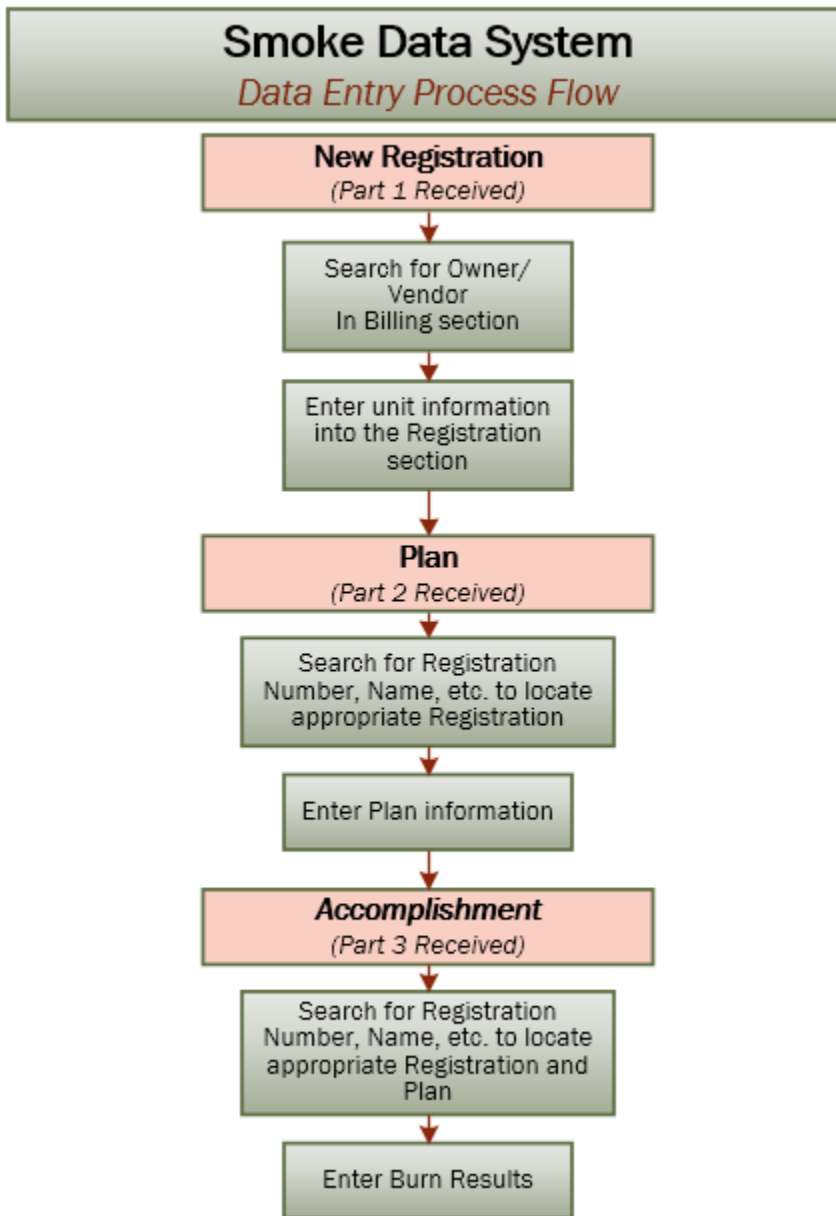 Smoke Data System
Data Entry Process Flow
New Registration
(Part 1 Received)
Search for Owner/
Vendor
In Billing section
Enter unit information
into the Registration
section
Plan
(Part 2 Received)
Search for Registration
Number, Name, etc. to locate
appropriate Registration
Enter Plan information
Accomplishment
(Part 3 Received)
Search for Registration
Number, Name, etc. to locate
appropriate Registration and
Plan
Enter Burn Results